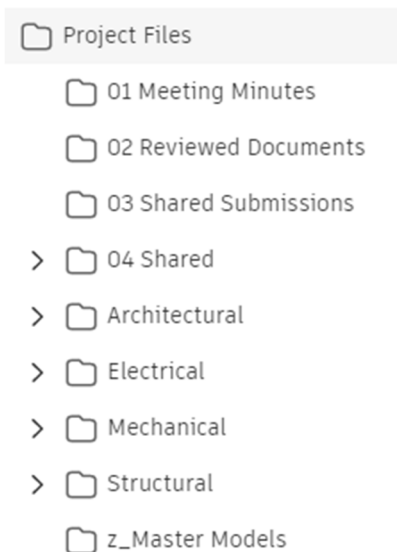 Project Files
01 Meeting Minutes
02 Reviewed Documents
03 Shared Submissions
04 Shared
Architectural
Electrical
Mechanical
Structural
z_Master Models